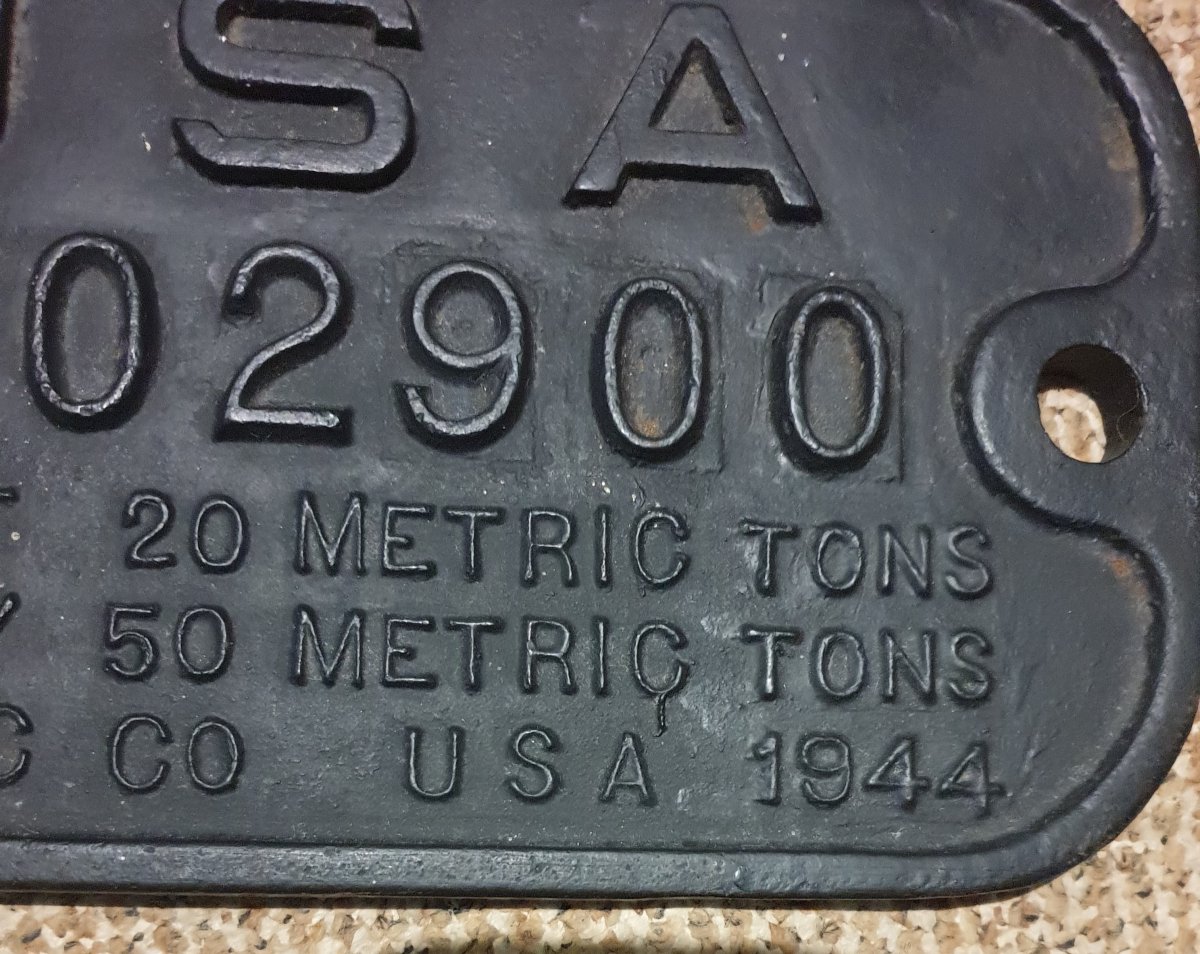 S A
02900
20 METRIC TONS
50 METRIC TONS
C CO USA 1944